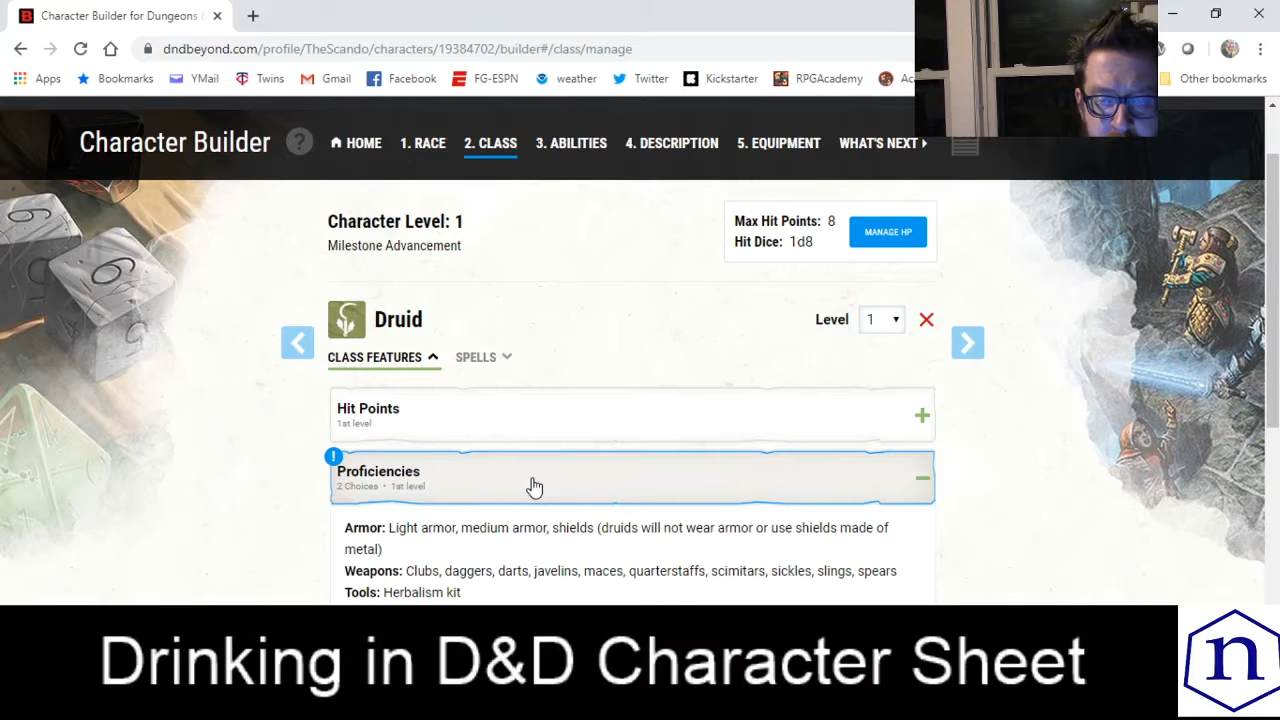 Character Builder for Dungeons
dndbeyond.com/profile/TheScando/characters/19384702/builder#/class/manage
Apps Bookmarks YMail Twins Gmail Facebook FG-ESPN weather Twitter Kickstarter RPGAcademy Other bookmarks
Character Builder ? HOME 1. RACE 2. CLASS 3. ABILITIES 4. DESCRIPTION 5. EQUIPMENT WHAT'S NEXT
Character Level: 1
Milestone Advancement
Max Hit Points: 8
Hit Dice: 1d8
MANAGE HP
Druid
Level 1
CLASS FEATURES SPELLS
Hit Points
1st level
!
Proficiencies
2 Choices • 1st level
Armor: Light armor, medium armor, shields (druids will not wear armor or use shields made of
metal)
Weapons: Clubs, daggers, darts, javelins, maces, quarterstaffs, scimitars, sickles, slings, spears
Tools: Herbalism kit
Drinking in D&D Character Sheet
n